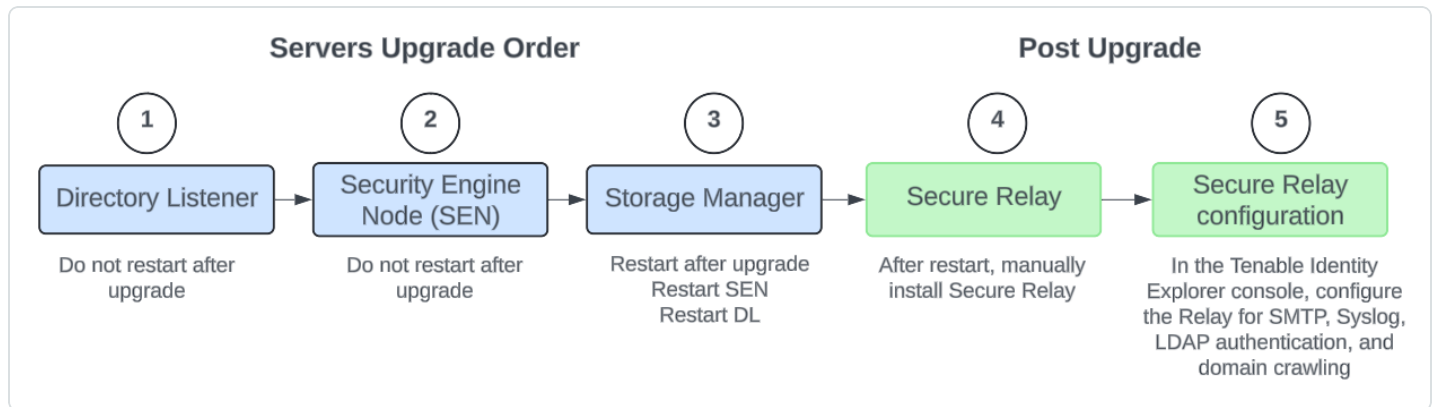 Servers Upgrade Order
Post Upgrade
1
2
3
4
5
Directory Listener
Security Engine
Node (SEN)
Storage Manager
Secure Relay
Secure Relay
configuration
Do not restart after
upgrade
Do not restart after
upgrade
Restart after upgrade
Restart SEN
Restart DL
After restart, manually
install Secure Relay
In the Tenable Identity
Explorer console, configure
the Relay for SMTP, Syslog,
LDAP authentication, and
domain crawling